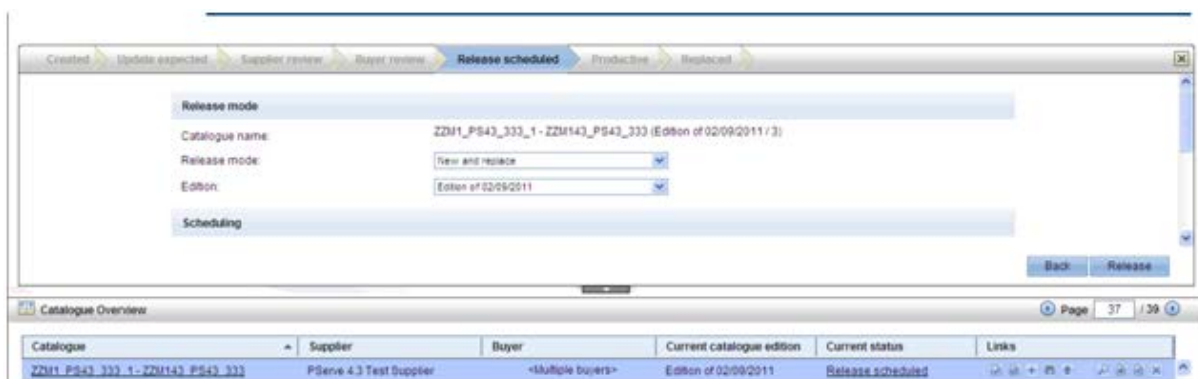 Created Update expected Supplier review Buyer review Release scheduled Productive Replaced
Release mode
Catalogue name: ZZM1_PS43_333_1 - ZZM143_PS43_333 (Edition of 02/09/2011 / 3)
Release mode: New and replace
Edition: Edition of 02/09/2011
Scheduling
Back Release
Catalogue Overview Page 37 / 39
Catalogue Supplier Buyer Current catalogue edition Current status Links
ZZM1_PS43_333_1 - ZZM143_PS43_333 PServe 4.3 Test Supplier <Multiple buyers> Edition of 02/09/2011 Release scheduled